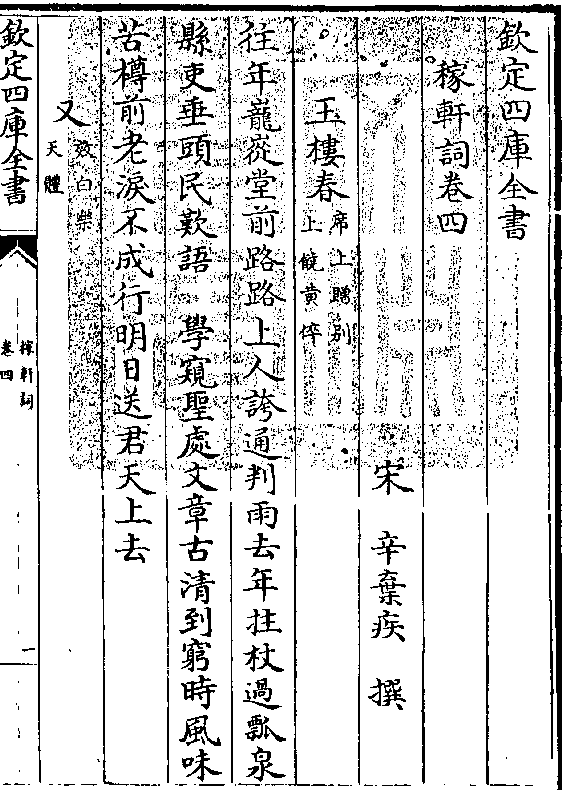 欽定四庫全書
稼軒詞卷四
宋 辛棄疾 撰
玉樓春 席上贈別
上饒黄倅
往年巃嵸堂前路路上人誇通判雨去年拄杖過瓢泉
縣吏垂頭民歎語 學窺聖處文章古清到窮時風味
苦樽前老淚不成行明日送君天上去
又 效白樂
天體
欽定四庫全書
稼軒詞
卷四
一